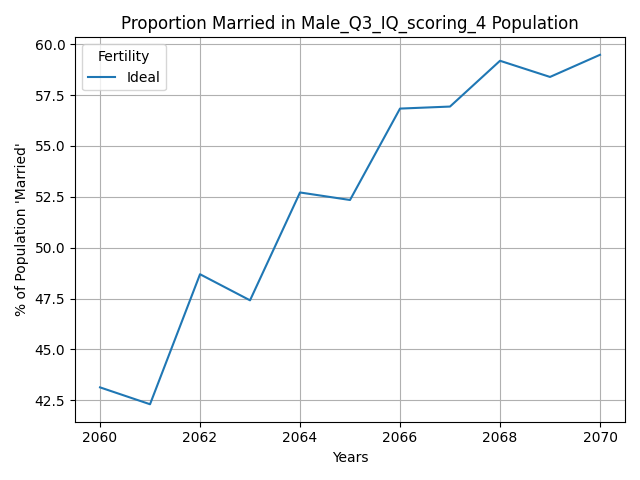 Proportion Married in Male_Q3_IQ_scoring_4 Population
Fertility
Ideal
% of Population 'Married'
60.0
57.5
55.0
52.5
50.0
47.5
45.0
42.5
2060 2062 2064 2066 2068 2070
Years